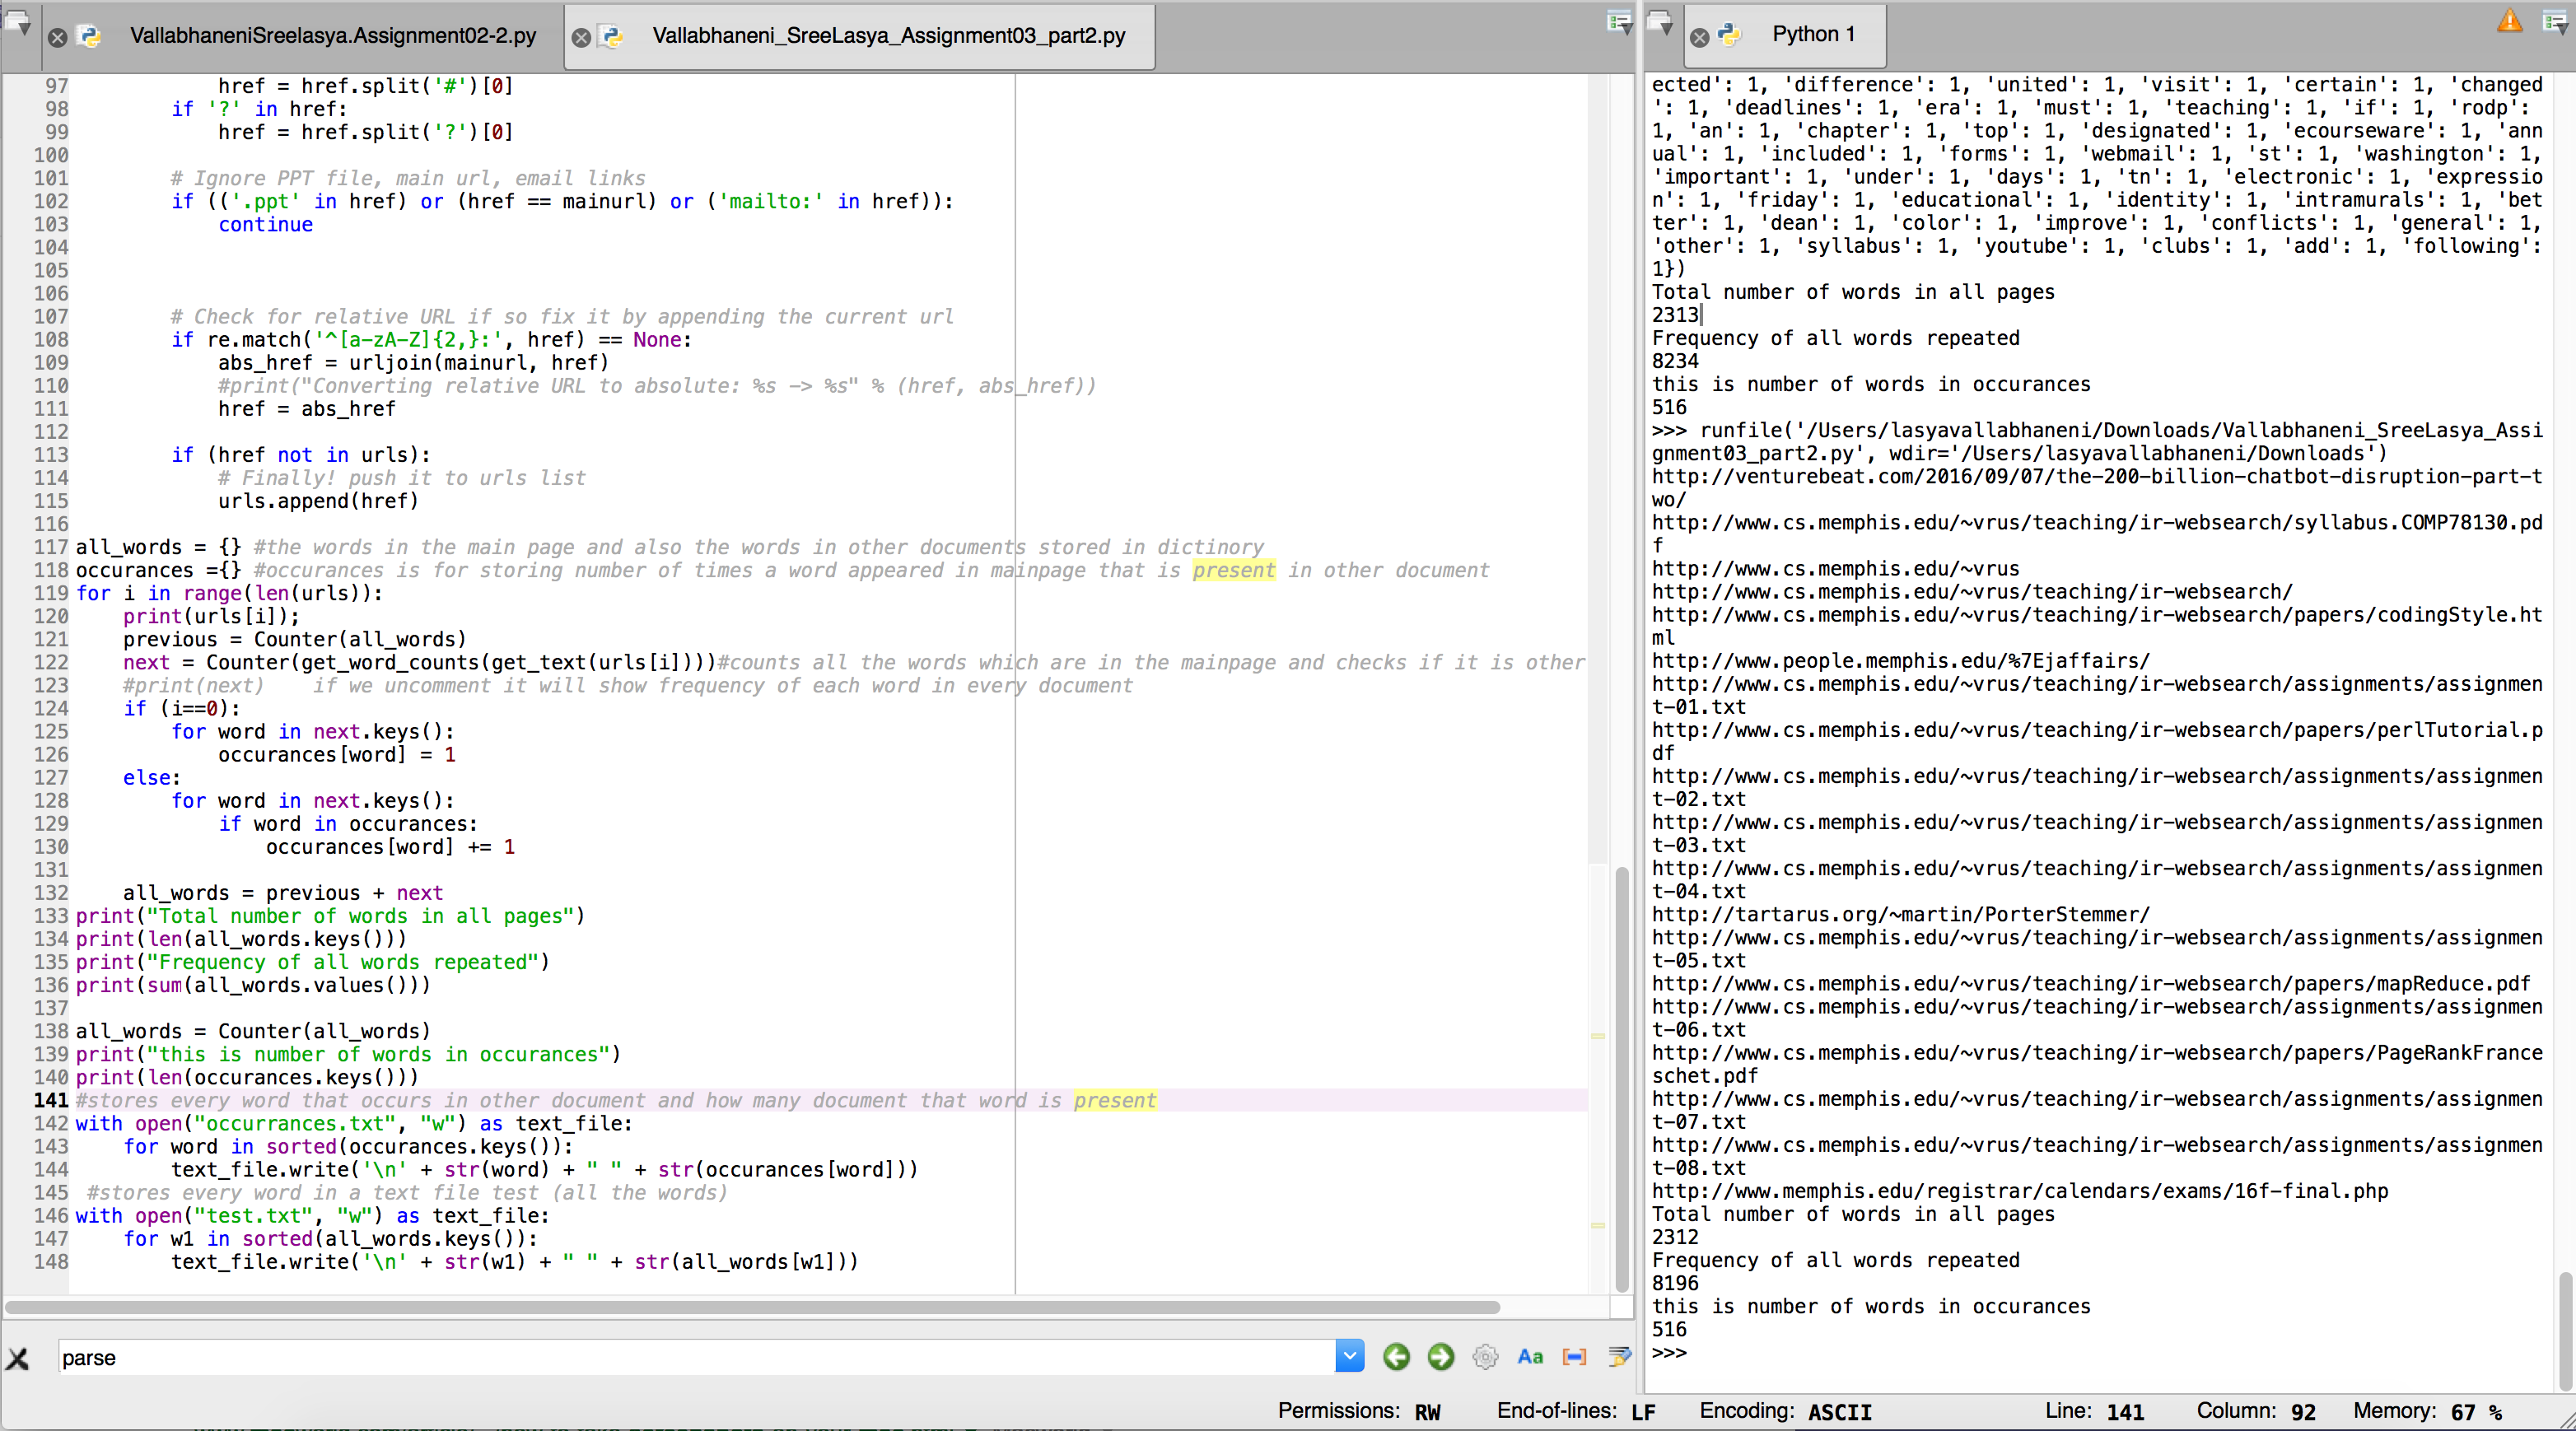 VallabhaneniSreelasya.Assignment02-2.py
Vallabhaneni_SreeLasya_Assignment03_part2.py
97             href = href.split('#')[0]
98         if '?' in href:
99             href = href.split('?')[0]
100
101         # Ignore PPT file, main url, email links
102         if (('.ppt' in href) or (href == mainurl) or ('mailto:' in href)):
103             continue
104
105
106
107         # Check for relative URL if so fix it by appending the current url
108         if re.match('^[a-zA-Z]{2,}:', href) == None:
109             abs_href = urljoin(mainurl, href)
110             #print("Converting relative URL to absolute: %s -> %s" % (href, abs_href))
111             href = abs_href
112
113         if (href not in urls):
114             # Finally! push it to urls list
115             urls.append(href)
116
117 all_words = {} #the words in the main page and also the words in other documents stored in dictinory
118 occurances ={} #occurances is for storing number of times a word appeared in mainpage that is present in other document
119 for i in range(len(urls)):
120     print(urls[i]);
121     previous = Counter(all_words)
122     next = Counter(get_word_counts(get_text(urls[i])))#counts all the words which are in the mainpage and checks if it is other
123     #print(next)    if we uncomment it will show frequency of each word in every document
124     if (i==0):
125         for word in next.keys():
126             occurances[word] = 1
127     else:
128         for word in next.keys():
129             if word in occurances:
130                 occurances[word] += 1
131
132     all_words = previous + next
133 print("Total number of words in all pages")
134 print(len(all_words.keys()))
135 print("Frequency of all words repeated")
136 print(sum(all_words.values()))
137
138 all_words = Counter(all_words)
139 print("this is number of words in occurances")
140 print(len(occurances.keys()))
141 #stores every word that occurs in other document and how many document that word is present
142 with open("occurrances.txt", "w") as text_file:
143     for word in sorted(occurances.keys()):
144         text_file.write('\n' + str(word) + " " + str(occurances[word]))
145  #stores every word in a text file test (all the words)
146 with open("test.txt", "w") as text_file:
147     for w1 in sorted(all_words.keys()):
148         text_file.write('\n' + str(w1) + " " + str(all_words[w1]))
parse
Aa
Python 1
ected': 1, 'difference': 1, 'united': 1, 'visit': 1, 'certain': 1, 'changed
': 1, 'deadlines': 1, 'era': 1, 'must': 1, 'teaching': 1, 'if': 1, 'rodp':
1, 'an': 1, 'chapter': 1, 'top': 1, 'designated': 1, 'ecourseware': 1, 'ann
ual': 1, 'included': 1, 'forms': 1, 'webmail': 1, 'st': 1, 'washington': 1,
'important': 1, 'under': 1, 'days': 1, 'tn': 1, 'electronic': 1, 'expressio
n': 1, 'friday': 1, 'educational': 1, 'identity': 1, 'intramurals': 1, 'bet
ter': 1, 'dean': 1, 'color': 1, 'improve': 1, 'conflicts': 1, 'general': 1,
'other': 1, 'syllabus': 1, 'youtube': 1, 'clubs': 1, 'add': 1, 'following':
1})
Total number of words in all pages
2313
Frequency of all words repeated
8234
this is number of words in occurances
516
>>> runfile('/Users/lasyavallabhaneni/Downloads/Vallabhaneni_SreeLasya_Assi
gnment03_part2.py', wdir='/Users/lasyavallabhaneni/Downloads')
http://venturebeat.com/2016/09/07/the-200-billion-chatbot-disruption-part-t
wo/
http://www.cs.memphis.edu/~vrus/teaching/ir-websearch/syllabus.COMP78130.pd
f
http://www.cs.memphis.edu/~vrus
http://www.cs.memphis.edu/~vrus/teaching/ir-websearch/
http://www.cs.memphis.edu/~vrus/teaching/ir-websearch/papers/codingStyle.ht
ml
http://www.people.memphis.edu/%7Ejaffairs/
http://www.cs.memphis.edu/~vrus/teaching/ir-websearch/assignments/assignmen
t-01.txt
http://www.cs.memphis.edu/~vrus/teaching/ir-websearch/papers/perlTutorial.p
df
http://www.cs.memphis.edu/~vrus/teaching/ir-websearch/assignments/assignmen
t-02.txt
http://www.cs.memphis.edu/~vrus/teaching/ir-websearch/assignments/assignmen
t-03.txt
http://www.cs.memphis.edu/~vrus/teaching/ir-websearch/assignments/assignmen
t-04.txt
http://tartarus.org/~martin/PorterStemmer/
http://www.cs.memphis.edu/~vrus/teaching/ir-websearch/assignments/assignmen
t-05.txt
http://www.cs.memphis.edu/~vrus/teaching/ir-websearch/papers/mapReduce.pdf
http://www.cs.memphis.edu/~vrus/teaching/ir-websearch/assignments/assignmen
t-06.txt
http://www.cs.memphis.edu/~vrus/teaching/ir-websearch/papers/PageRankFrance
schet.pdf
http://www.cs.memphis.edu/~vrus/teaching/ir-websearch/assignments/assignmen
t-07.txt
http://www.cs.memphis.edu/~vrus/teaching/ir-websearch/assignments/assignmen
t-08.txt
http://www.memphis.edu/registrar/calendars/exams/16f-final.php
Total number of words in all pages
2312
Frequency of all words repeated
8196
this is number of words in occurances
516
>>>
Permissions: RW End-of-lines: LF Encoding: ASCII Line: 141 Column: 92 Memory: 67 %